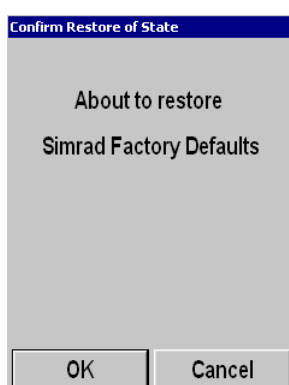 Confirm Restore of State
About to restore
Simrad Factory Defaults
OK
Cancel